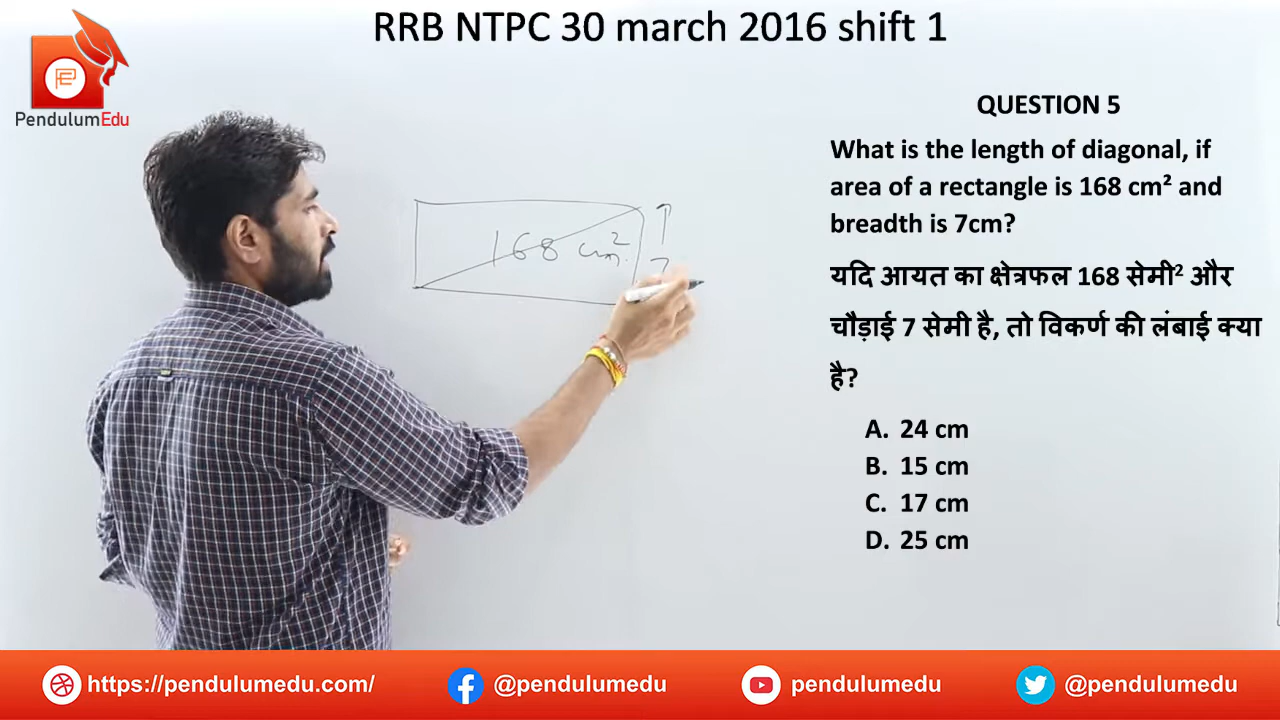 RRB NTPC 30 march 2016 shift 1
PendulumEdu
QUESTION 5
What is the length of diagonal, if
area of a rectangle is 168 cm² and
breadth is 7cm?
यदि आयत का क्षेत्रफल 168 सेमी² और
चौड़ाई 7 सेमी है, तो विकर्ण की लंबाई क्या
है?
A. 24 cm
B. 15 cm
C. 17 cm
D. 25 cm
168 cm²
7
https://pendulumedu.com/
@pendulumedu
pendulumedu
@pendulumedu